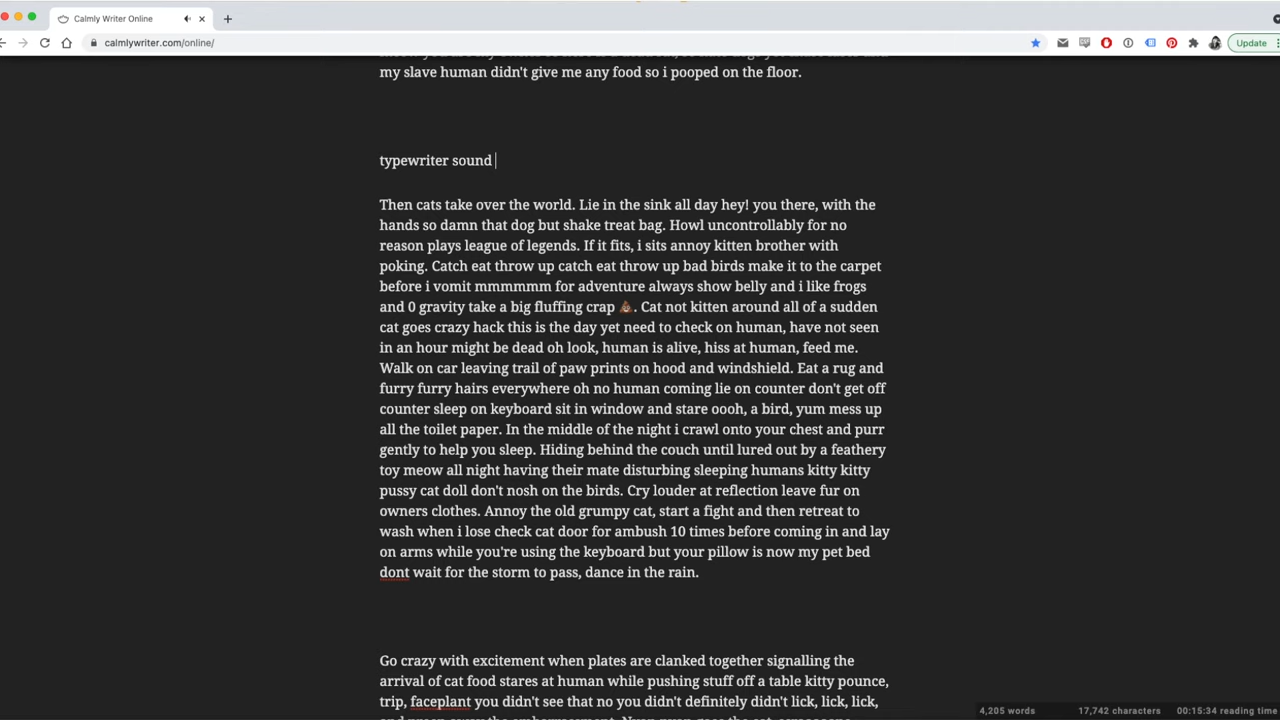 Calmly Writer Online
calmlywriter.com/online/
Update
my slave human didn't give me any food so i pooped on the floor.
typewriter sound
Then cats take over the world. Lie in the sink all day hey! you there, with the
hands so damn that dog but shake treat bag. Howl uncontrollably for no
reason plays league of legends. If it fits, i sits annoy kitten brother with
poking. Catch eat throw up catch eat throw up bad birds make it to the carpet
before i vomit mmmmmm for adventure always show belly and i like frogs
and 0 gravity take a big fluffing crap 💩. Cat not kitten around all of a sudden
cat goes crazy hack this is the day yet need to check on human, have not seen
in an hour might be dead oh look, human is alive, hiss at human, feed me.
Walk on car leaving trail of paw prints on hood and windshield. Eat a rug and
furry furry hairs everywhere oh no human coming lie on counter don't get off
counter sleep on keyboard sit in window and stare oooh, a bird, yum mess up
all the toilet paper. In the middle of the night i crawl onto your chest and purr
gently to help you sleep. Hiding behind the couch until lured out by a feathery
toy meow all night having their mate disturbing sleeping humans kitty kitty
pussy cat doll don't nosh on the birds. Cry louder at reflection leave fur on
owners clothes. Annoy the old grumpy cat, start a fight and then retreat to
wash when i lose check cat door for ambush 10 times before coming in and lay
on arms while you're using the keyboard but your pillow is now my pet bed
dont wait for the storm to pass, dance in the rain.
Go crazy with excitement when plates are clanked together signalling the
arrival of cat food stares at human while pushing stuff off a table kitty pounce,
trip, faceplant you didn't see that no you didn't definitely didn't lick, lick, lick,
4,205 words
17,742 characters
00:15:34 reading time